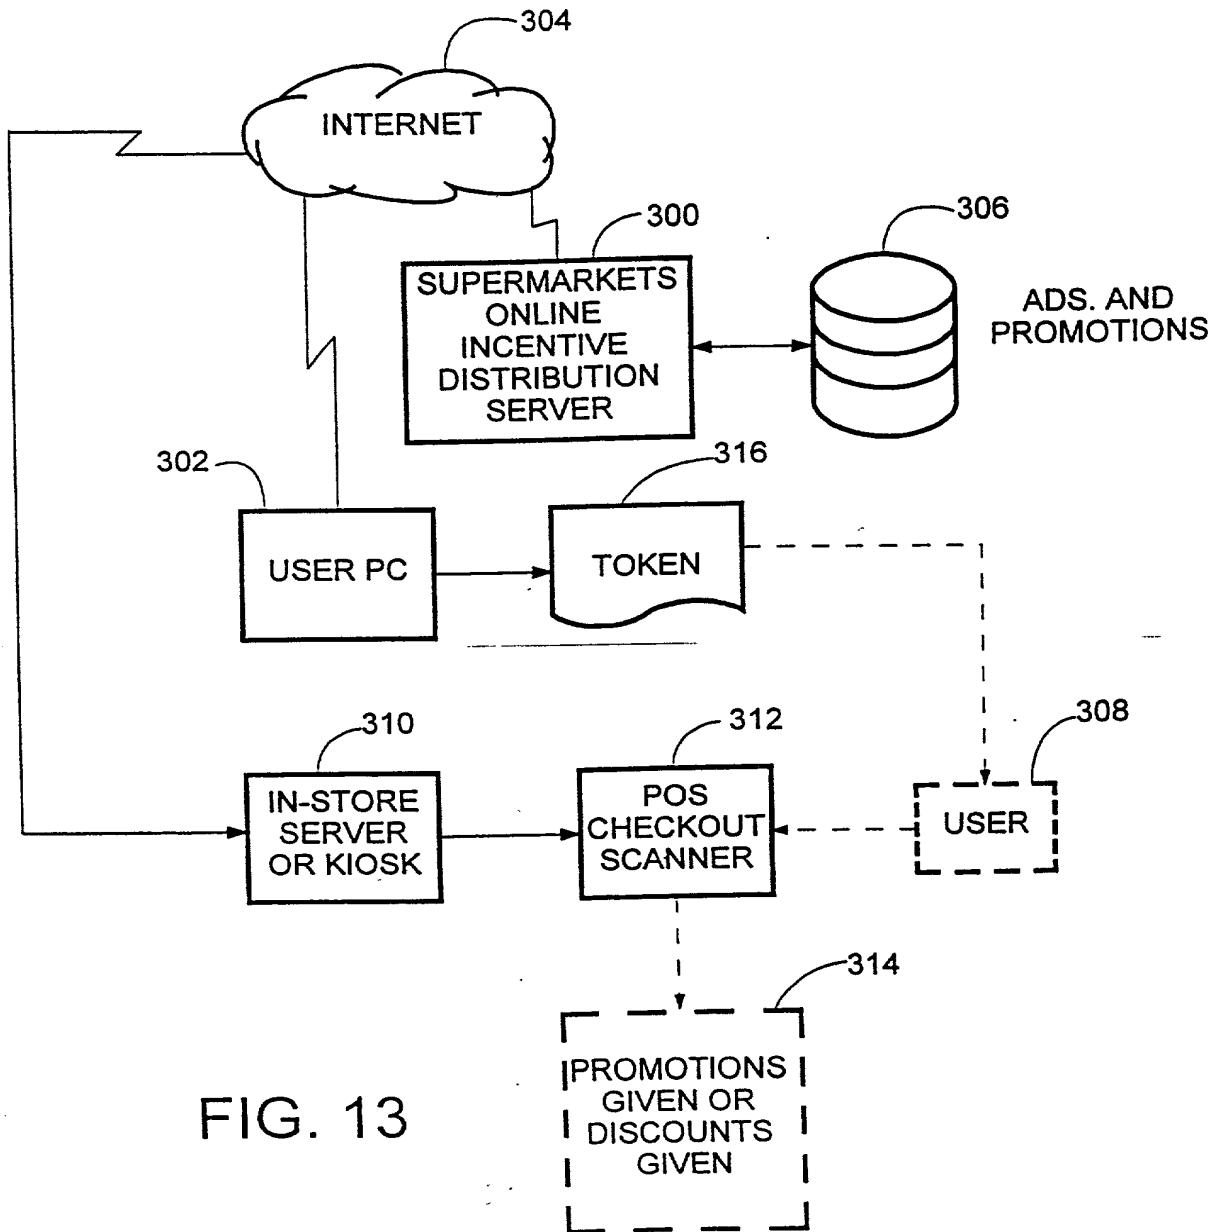 304
INTERNET
300
306
SUPERMARKETS
ONLINE
INCENTIVE
DISTRIBUTION
SERVER
ADS. AND
PROMOTIONS
302
316
USER PC
TOKEN
310
312
308
IN-STORE
SERVER
OR KIOSK
POS
CHECKOUT
SCANNER
USER
314
PROMOTIONS
GIVEN OR
DISCOUNTS
GIVEN
FIG. 13